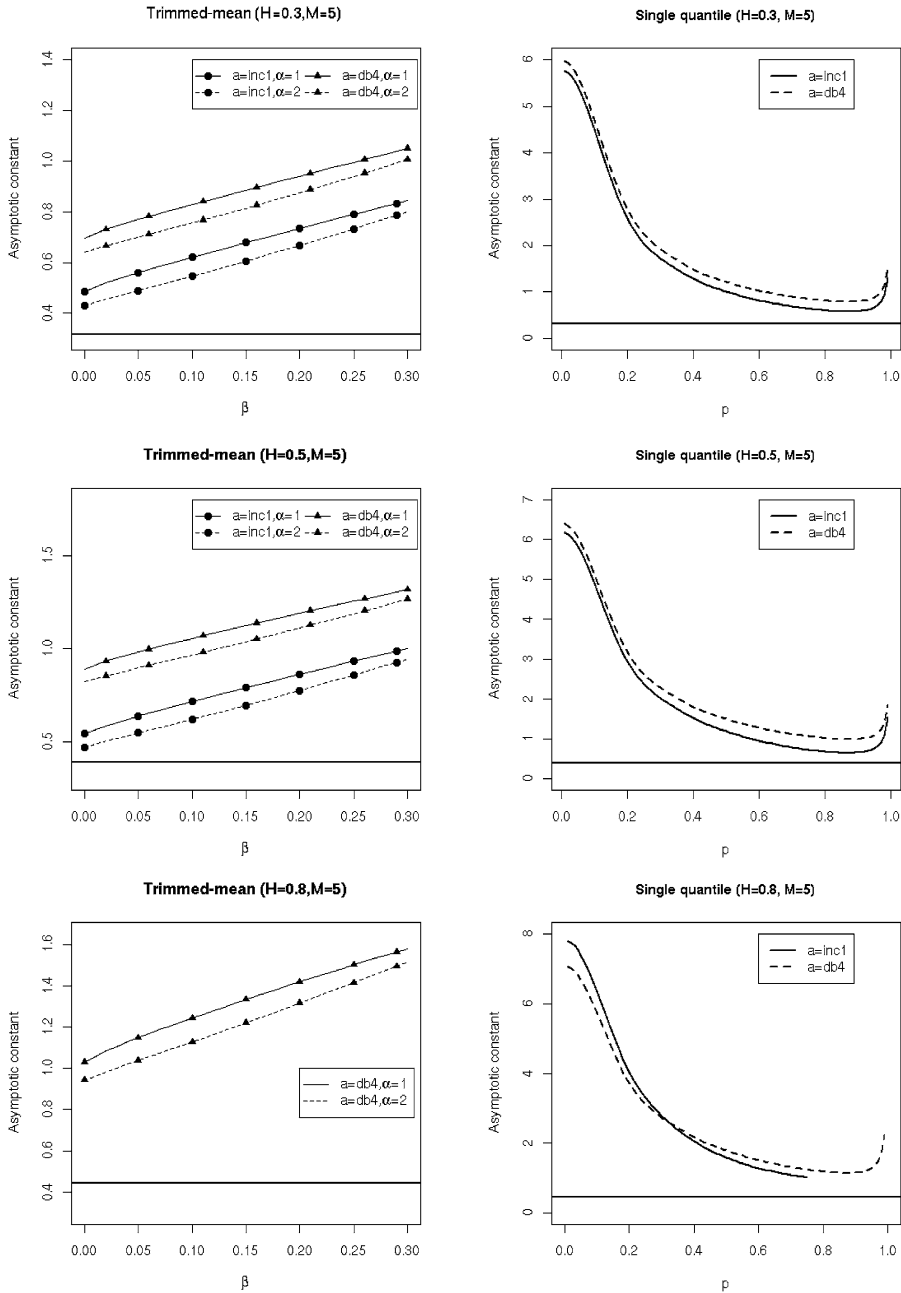 Trimmed-mean (H=0.3,M=5)
1.4
1.2
1.0
0.8
0.6
0.4
Asymptotic constant
a=inc1,α=1
a=inc1,α=2
a=db4,α=1
a=db4,α=2
0.00 0.05 0.10 0.15 0.20 0.25 0.30
β
Single quantile (H=0.3, M=5)
6
5
4
3
2
1
0
Asymptotic constant
a=inc1
a=db4
0.0 0.2 0.4 0.6 0.8 1.0
p
Trimmed-mean (H=0.5,M=5)
1.5
1.0
0.5
Asymptotic constant
a=inc1,α=1
a=inc1,α=2
a=db4,α=1
a=db4,α=2
0.00 0.05 0.10 0.15 0.20 0.25 0.30
β
Single quantile (H=0.5, M=5)
7
6
5
4
3
2
1
0
Asymptotic constant
a=inc1
a=db4
0.0 0.2 0.4 0.6 0.8 1.0
p
Trimmed-mean (H=0.8,M=5)
1.6
1.4
1.2
1.0
0.8
0.6
0.4
Asymptotic constant
a=db4,α=1
a=db4,α=2
0.00 0.05 0.10 0.15 0.20 0.25 0.30
β
Single quantile (H=0.8, M=5)
8
6
4
2
0
Asymptotic constant
a=inc1
a=db4
0.0 0.2 0.4 0.6 0.8 1.0
p